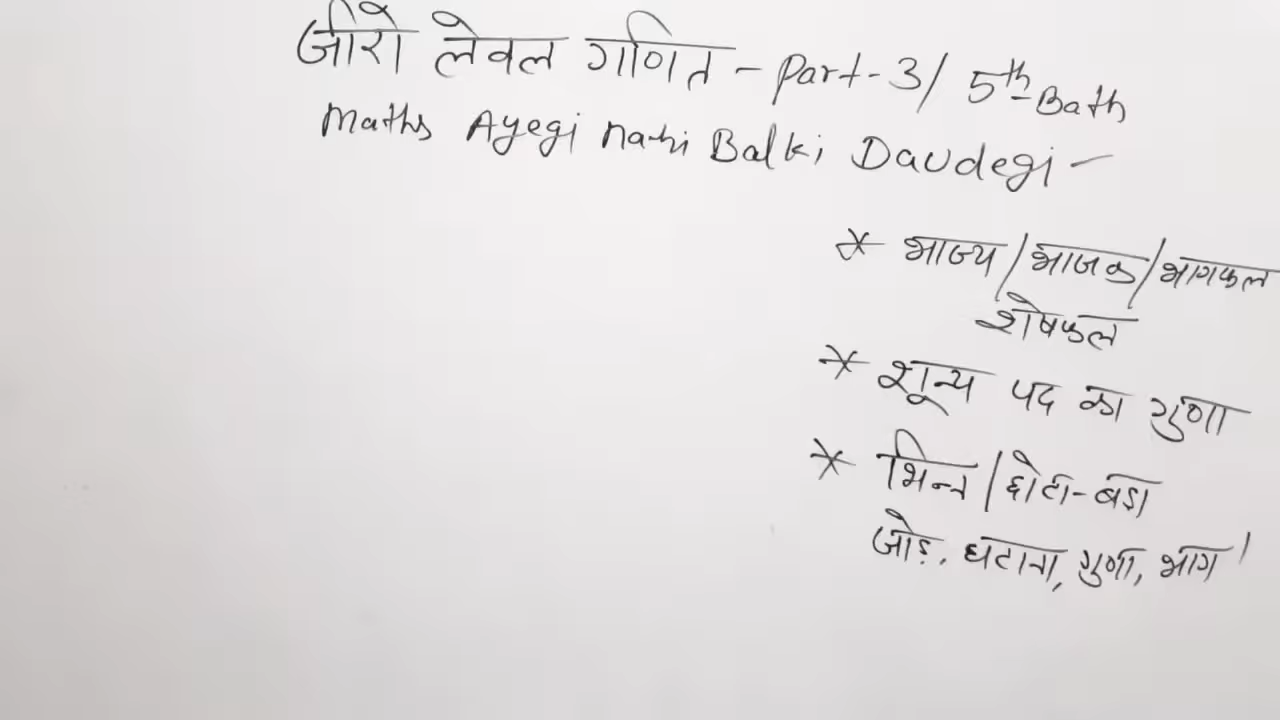 जीरो लेवल गणित - Part-3/ 5th Bath
Maths Ayegi Nahi Balki Daudegi -
* भाज्य/भाजक/भागफल
शेषफल
* शून्य पद का गुणा
* भिन्न/छोटा-बड़ा
जोड़, घटाना, गुणा, भाग